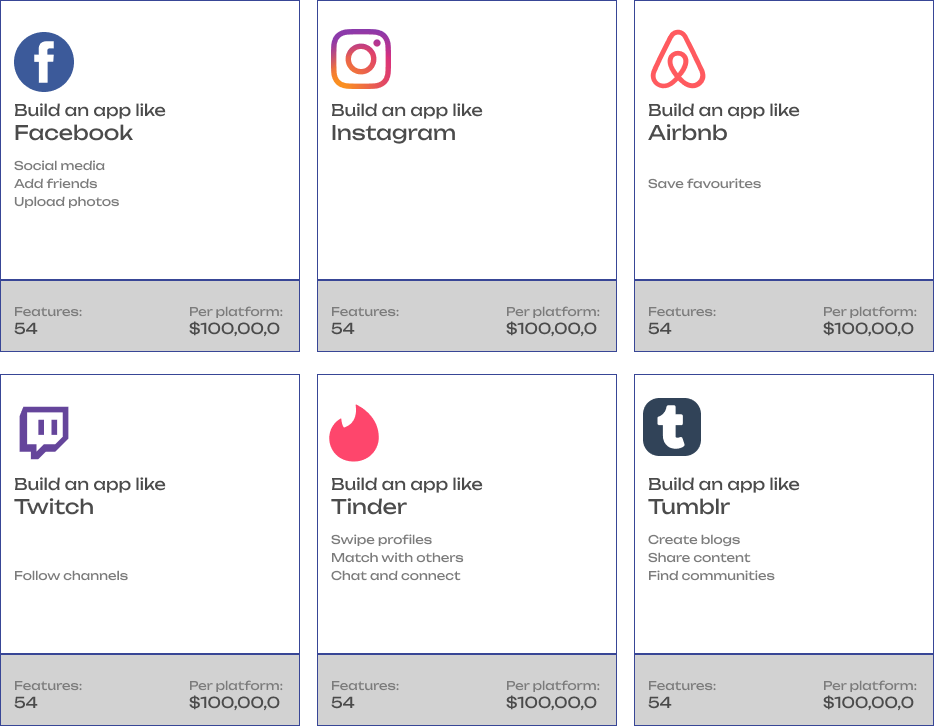 Build an app like
Facebook
Social media
Add friends
Upload photos
Features:
54
Per platform:
$100,00,0
Build an app like
Instagram
Features:
54
Per platform:
$100,00,0
Build an app like
Airbnb
Save favourites
Features:
54
Per platform:
$100,00,0
Build an app like
Twitch
Follow channels
Features:
54
Per platform:
$100,00,0
Build an app like
Tinder
Swipe profiles
Match with others
Chat and connect
Features:
54
Per platform:
$100,00,0
Build an app like
Tumblr
Create blogs
Share content
Find communities
Features:
54
Per platform:
$100,00,0